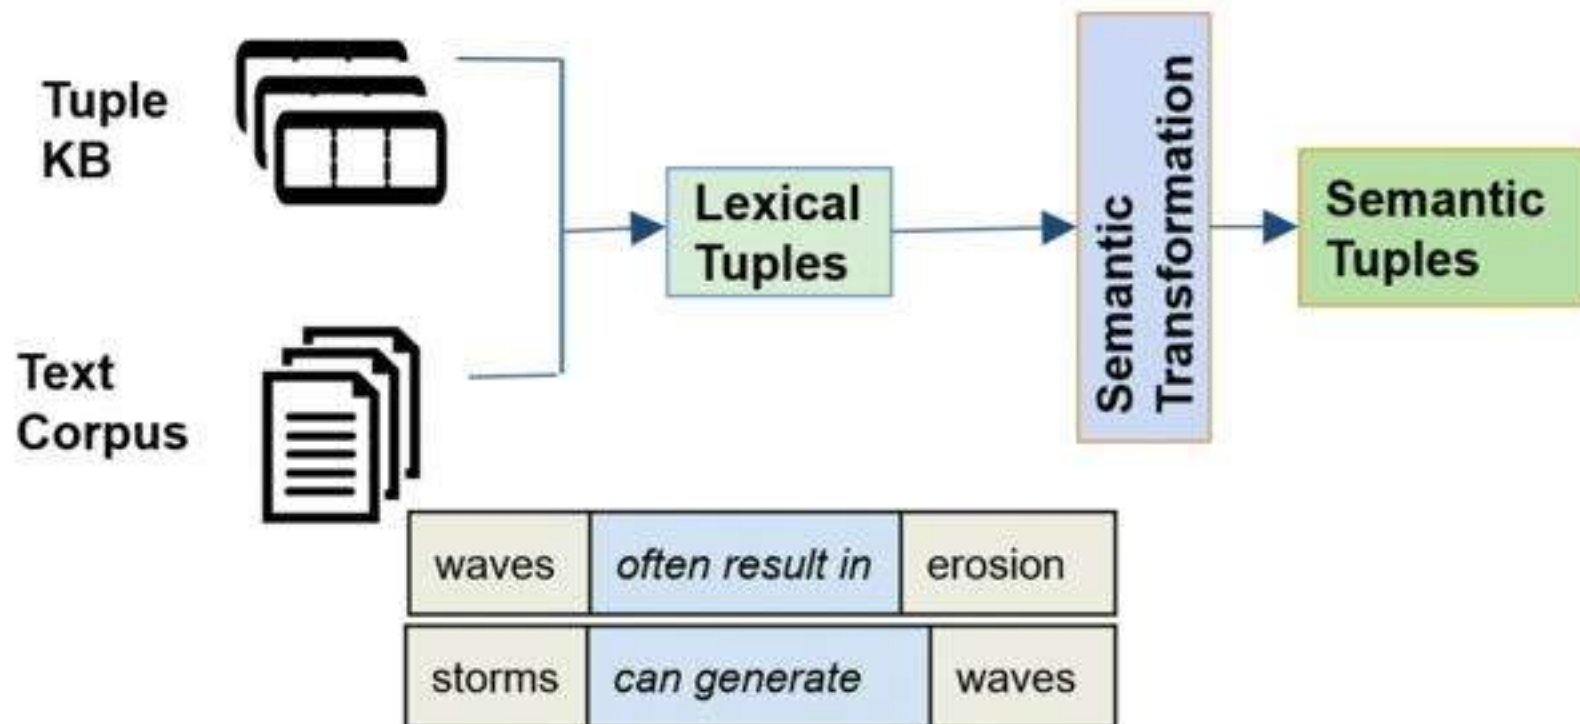 Tuple
KB
Text
Corpus
Lexical
Tuples
Semantic
Transformation
Semantic
Tuples
waves often result in erosion
storms can generate waves